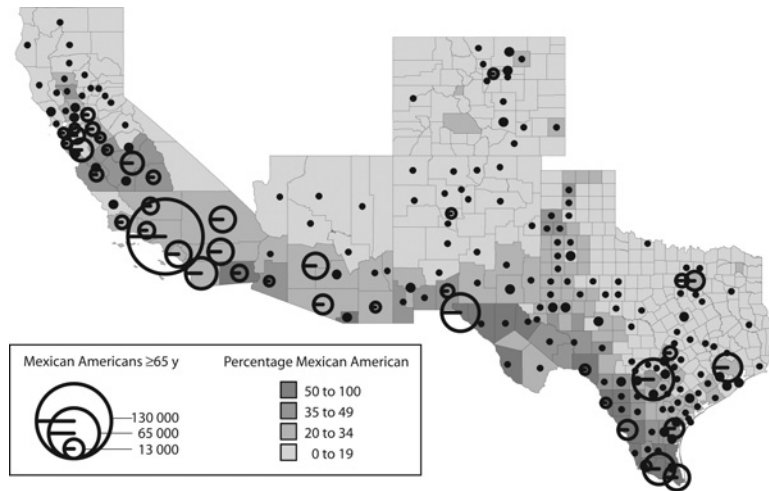 Mexican Americans ≥65 y
130 000
65 000
13 000
Percentage Mexican American
50 to 100
35 to 49
20 to 34
0 to 19